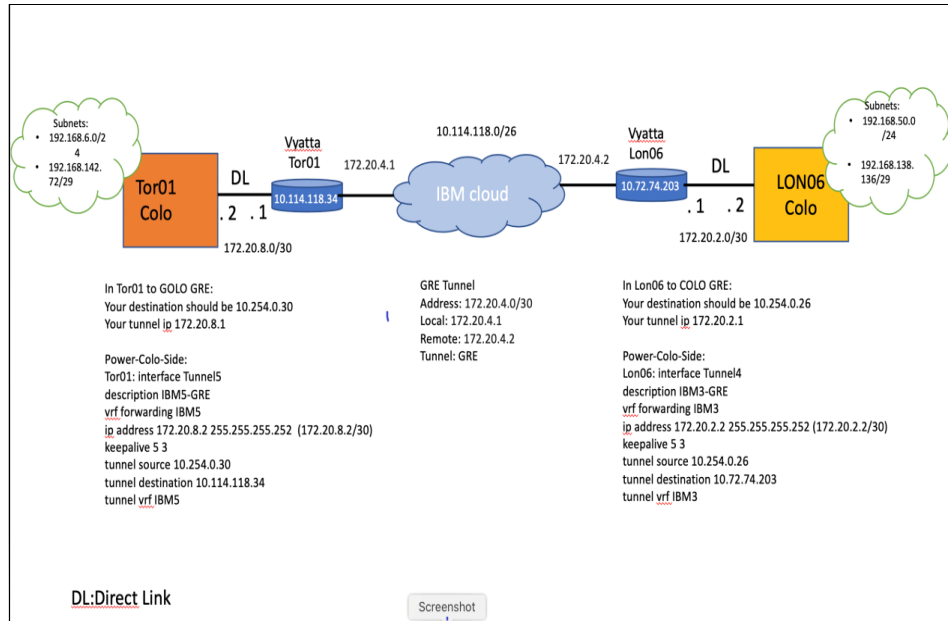 Subnets:
• 192.168.6.0/2
4
• 192.168.142.
72/29
Tor01
Colo
DL
. 2 . 1
172.20.8.0/30
Vyatta
Tor01
10.114.118.34
172.20.4.1
10.114.118.0/26
IBM cloud
172.20.4.2
Vyatta
Lon06
10.72.74.203
DL
. 1 . 2
172.20.2.0/30
LON06
Colo
Subnets:
• 192.168.50.0
/24
• 192.168.138.
136/29
In Tor01 to GOLO GRE:
Your destination should be 10.254.0.30
Your tunnel ip 172.20.8.1
Power-Colo-Side:
Tor01: interface Tunnel5
description IBM5-GRE
vrf forwarding IBM5
ip address 172.20.8.2 255.255.255.252 (172.20.8.2/30)
keepalive 5 3
tunnel source 10.254.0.30
tunnel destination 10.114.118.34
tunnel vrf IBM5
GRE Tunnel
Address: 172.20.4.0/30
Local: 172.20.4.1
Remote: 172.20.4.2
Tunnel: GRE
In Lon06 to COLO GRE:
Your destination should be 10.254.0.26
Your tunnel ip 172.20.2.1
Power-Colo-Side:
Lon06: interface Tunnel4
description IBM3-GRE
vrf forwarding IBM3
ip address 172.20.2.2 255.255.255.252 (172.20.2.2/30)
keepalive 5 3
tunnel source 10.254.0.26
tunnel destination 10.72.74.203
tunnel vrf IBM3
DL:Direct Link
Screenshot